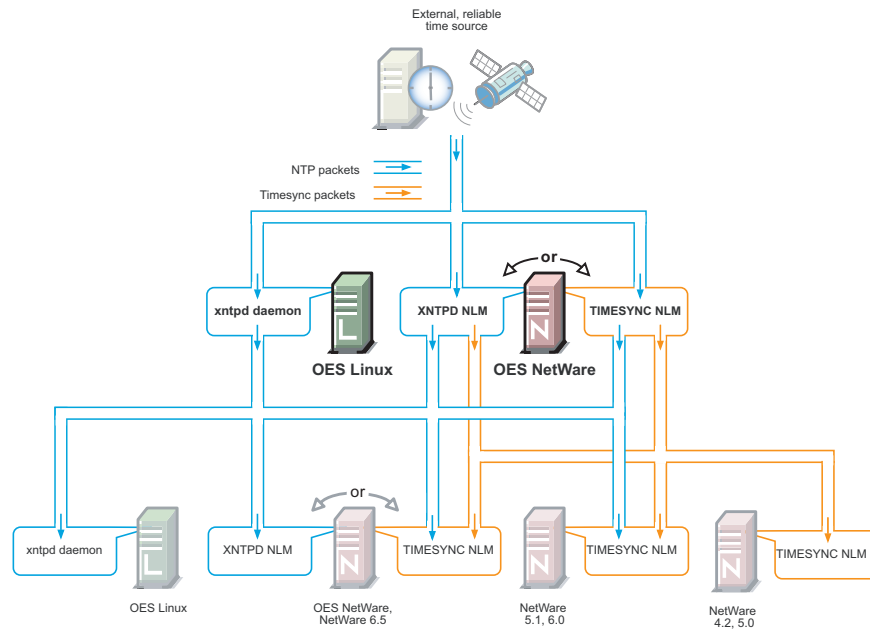 External, reliable
time source
NTP packets
Timesync packets
or
xntpd daemon
XNTPD NLM
TIMESYNC NLM
L
N
OES Linux
OES NetWare
or
xntpd daemon
XNTPD NLM
TIMESYNC NLM
TIMESYNC NLM
TIMESYNC NLM
L
N
N
N
OES Linux
OES NetWare,
NetWare 6.5
NetWare
5.1, 6.0
NetWare
4.2, 5.0